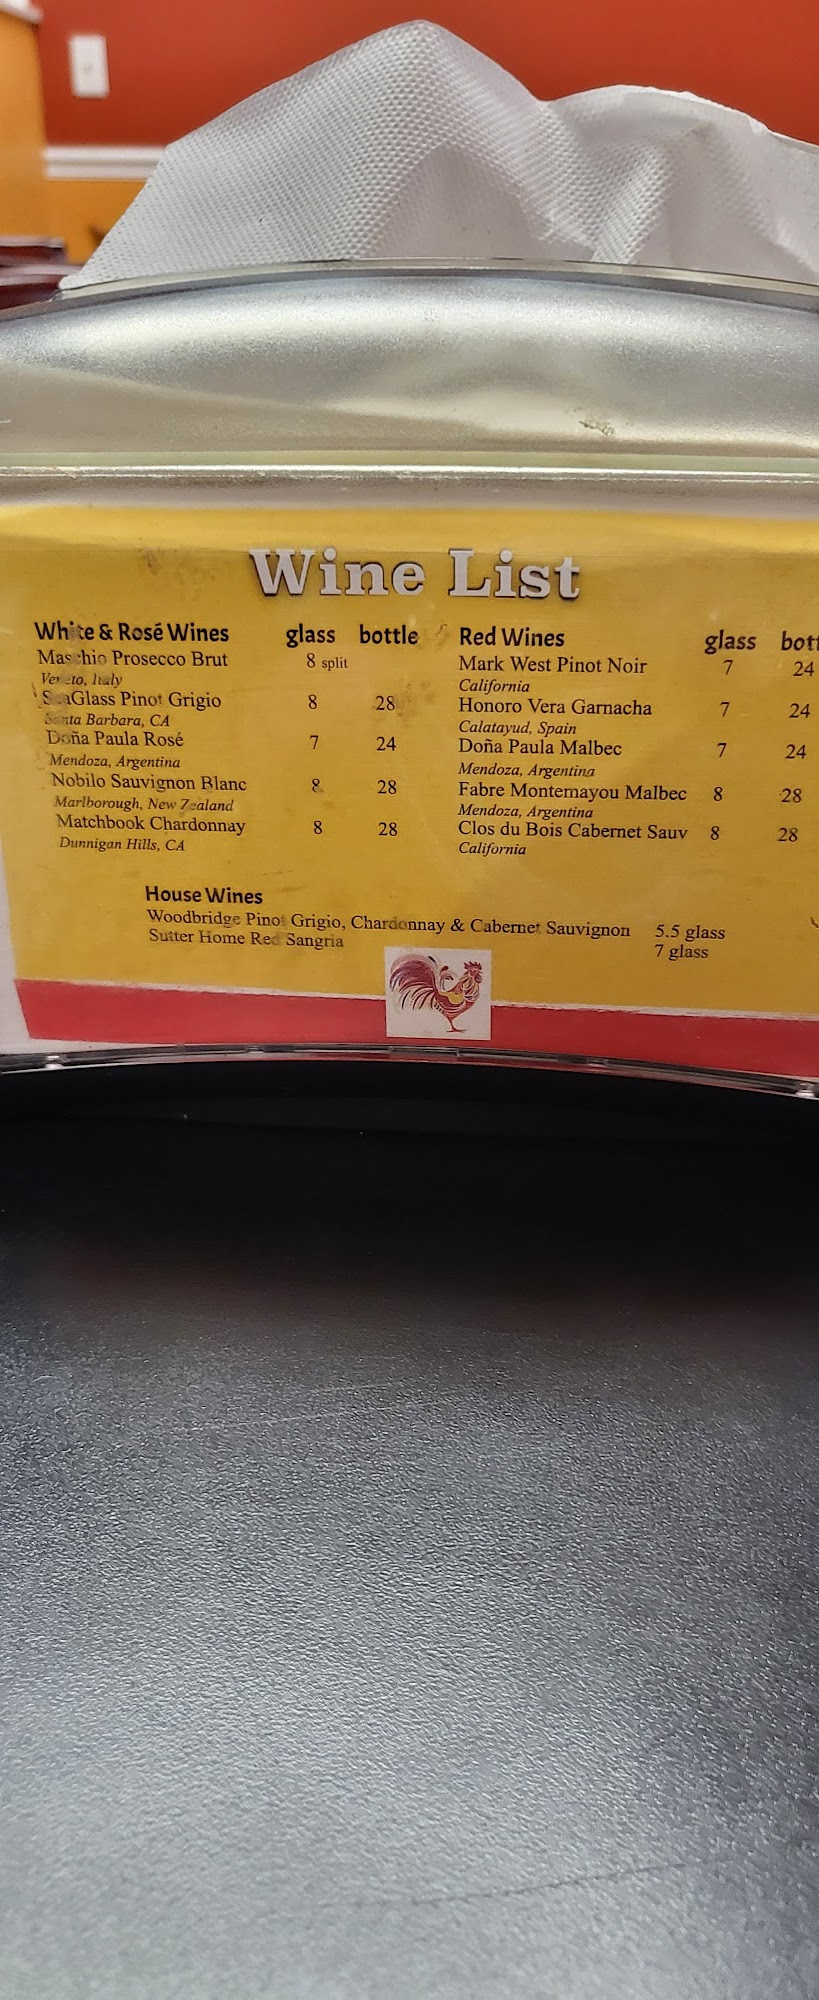 Wine List
White & Rosé Wines glass bottle
Maschio Prosecco Brut 8 split
Veneto, Italy
SeaGlass Pinot Grigio 8 28
Santa Barbara, CA
Doña Paula Rosé 7 24
Mendoza, Argentina
Nobilo Sauvignon Blanc 8 28
Marlborough, New Zealand
Matchbook Chardonnay 8 28
Dunnigan Hills, CA
Red Wines glass bott
Mark West Pinot Noir 7 24
California
Honoro Vera Garnacha 7 24
Calatayud, Spain
Doña Paula Malbec 7 24
Mendoza, Argentina
Fabre Montemayou Malbec 8 28
Mendoza, Argentina
Clos du Bois Cabernet Sauv 8 28
California
House Wines
Woodbridge Pinot Grigio, Chardonnay & Cabernet Sauvignon 5.5 glass
Sutter Home Red Sangria 7 glass